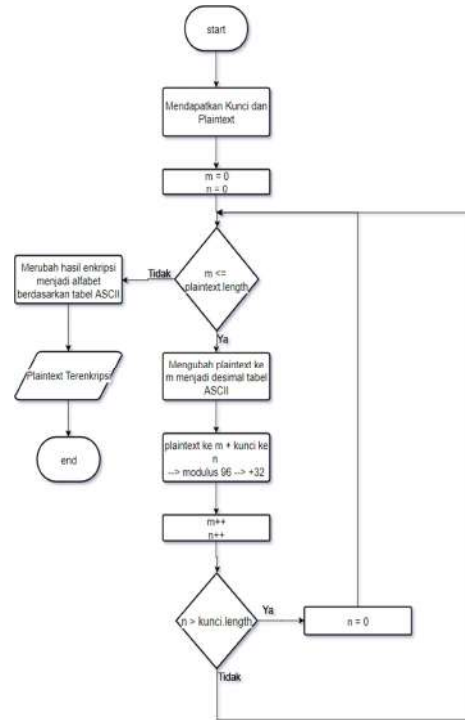 start
Mendapatkan Kunci dan
Plaintext
m = 0
n = 0
m <=
plaintext.length
Tidak
Merubah hasil enkripsi
menjadi alfabet
berdasarkan tabel ASCII
Plaintext Terenkripsi
end
Ya
Mengubah plaintext ke
m menjadi desimal tabel
ASCII
plaintext ke m + kunci ke
n
--> modulus 96 --> +32
m++
n++
n > kunci.length
Ya
n = 0
Tidak